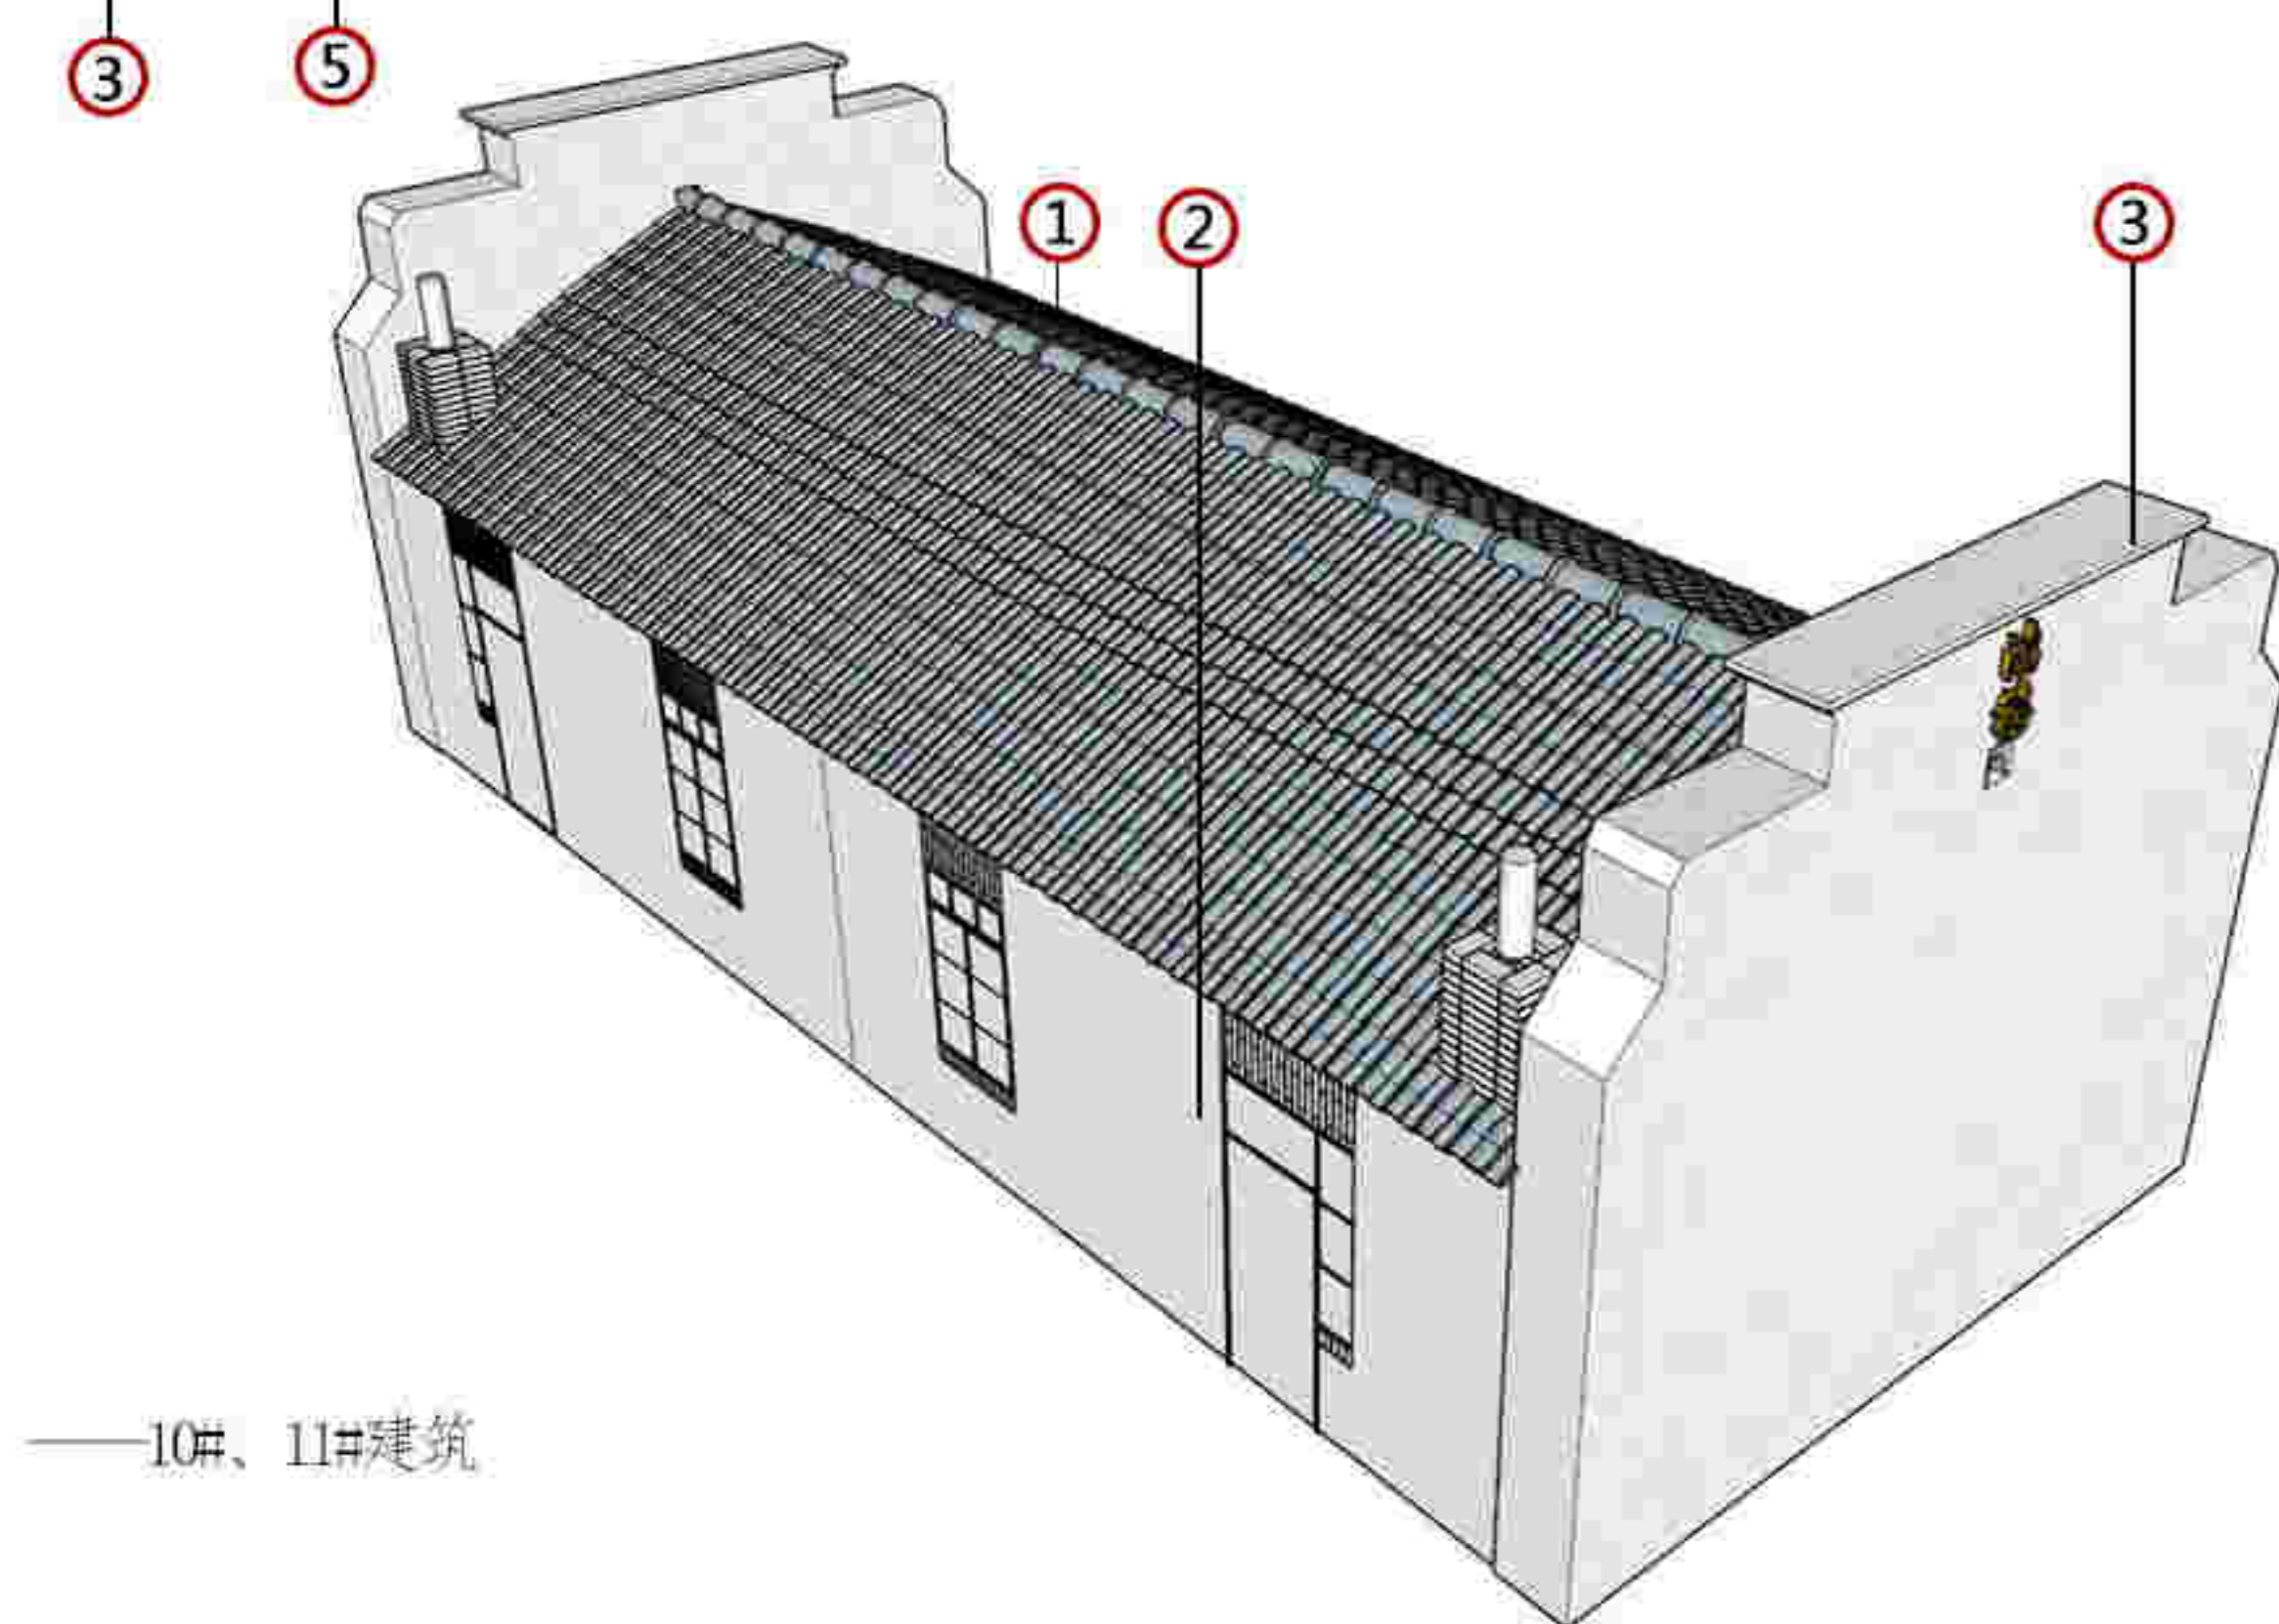 ③ ⑤
① ② ③
——10#、11#建筑